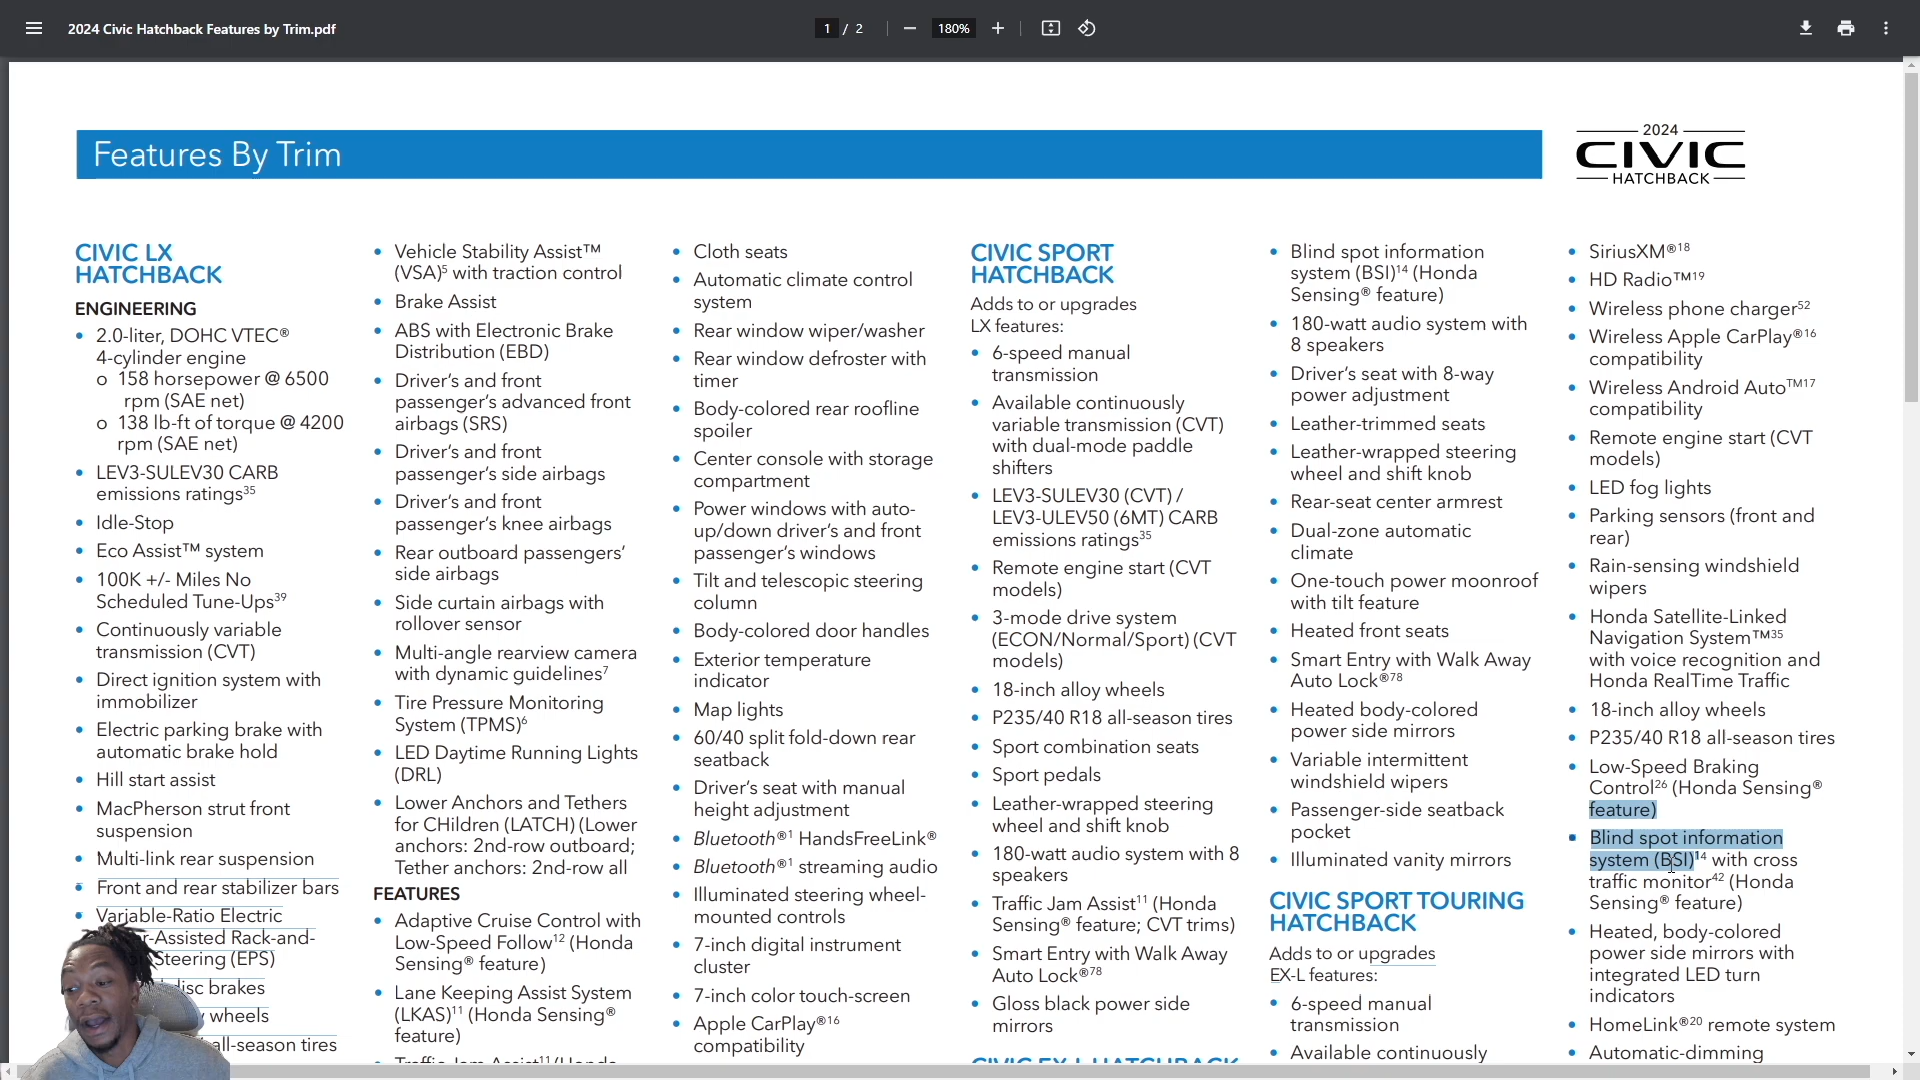 2024 Civic Hatchback Features by Trim.pdf
1 / 2
180%
Features By Trim
2024
CIVIC
HATCHBACK
CIVIC LX
HATCHBACK
ENGINEERING
• 2.0-liter, DOHC VTEC®
4-cylinder engine
o 158 horsepower @ 6500
rpm (SAE net)
o 138 lb-ft of torque @ 4200
rpm (SAE net)
• LEV3-SULEV30 CARB
emissions ratings35
• Idle-Stop
• Eco Assist™ system
• 100K +/- Miles No
Scheduled Tune-Ups39
• Continuously variable
transmission (CVT)
• Direct ignition system with
immobilizer
• Electric parking brake with
automatic brake hold
• Hill start assist
• MacPherson strut front
suspension
• Multi-link rear suspension
• Front and rear stabilizer bars
• Variable-Ratio Electric
-Assisted Rack-and-
Steering (EPS)
disc brakes
wheels
all-season tires
• Vehicle Stability Assist™
(VSA)5 with traction control
• Brake Assist
• ABS with Electronic Brake
Distribution (EBD)
• Driver's and front
passenger's advanced front
airbags (SRS)
• Driver's and front
passenger's side airbags
• Driver's and front
passenger's knee airbags
• Rear outboard passengers'
side airbags
• Side curtain airbags with
rollover sensor
• Multi-angle rearview camera
with dynamic guidelines7
• Tire Pressure Monitoring
System (TPMS)6
• LED Daytime Running Lights
(DRL)
• Lower Anchors and Tethers
for CHildren (LATCH) (Lower
anchors: 2nd-row outboard;
Tether anchors: 2nd-row all
FEATURES
• Adaptive Cruise Control with
Low-Speed Follow12 (Honda
Sensing® feature)
• Lane Keeping Assist System
(LKAS)11 (Honda Sensing®
feature)
• Traffic Jam Assist11 (Honda
• Cloth seats
• Automatic climate control
system
• Rear window wiper/washer
• Rear window defroster with
timer
• Body-colored rear roofline
spoiler
• Center console with storage
compartment
• Power windows with auto-
up/down driver's and front
passenger's windows
• Tilt and telescopic steering
column
• Body-colored door handles
• Exterior temperature
indicator
• Map lights
• 60/40 split fold-down rear
seatback
• Driver's seat with manual
height adjustment
• Bluetooth®1 HandsFreeLink®
• Bluetooth®1 streaming audio
• Illuminated steering wheel-
mounted controls
• 7-inch digital instrument
cluster
• 7-inch color touch-screen
• Apple CarPlay®16
compatibility
CIVIC SPORT
HATCHBACK
Adds to or upgrades
LX features:
• 6-speed manual
transmission
• Available continuously
variable transmission (CVT)
with dual-mode paddle
shifters
• LEV3-SULEV30 (CVT) /
LEV3-ULEV50 (6MT) CARB
emissions ratings35
• Remote engine start (CVT
models)
• 3-mode drive system
(ECON/Normal/Sport) (CVT
models)
• 18-inch alloy wheels
• P235/40 R18 all-season tires
• Sport combination seats
• Sport pedals
• Leather-wrapped steering
wheel and shift knob
• 180-watt audio system with 8
speakers
• Traffic Jam Assist11 (Honda
Sensing® feature; CVT trims)
• Smart Entry with Walk Away
Auto Lock®78
• Gloss black power side
mirrors
CIVIC EX-L HATCHBACK
• Blind spot information
system (BSI)14 (Honda
Sensing® feature)
• 180-watt audio system with
8 speakers
• Driver's seat with 8-way
power adjustment
• Leather-trimmed seats
• Leather-wrapped steering
wheel and shift knob
• Rear-seat center armrest
• Dual-zone automatic
climate
• One-touch power moonroof
with tilt feature
• Heated front seats
• Smart Entry with Walk Away
Auto Lock®78
• Heated body-colored
power side mirrors
• Variable intermittent
windshield wipers
• Passenger-side seatback
pocket
• Illuminated vanity mirrors
CIVIC SPORT TOURING
HATCHBACK
Adds to or upgrades
EX-L features:
• 6-speed manual
transmission
• Available continuously
• SiriusXM®18
• HD Radio™19
• Wireless phone charger52
• Wireless Apple CarPlay®16
compatibility
• Wireless Android Auto™17
compatibility
• Remote engine start (CVT
models)
• LED fog lights
• Parking sensors (front and
rear)
• Rain-sensing windshield
wipers
• Honda Satellite-Linked
Navigation System™35
with voice recognition and
Honda RealTime Traffic
• 18-inch alloy wheels
• P235/40 R18 all-season tires
• Low-Speed Braking
Control26 (Honda Sensing®
feature)
• Blind spot information
system (BSI)14 with cross
traffic monitor42 (Honda
Sensing® feature)
• Heated, body-colored
power side mirrors with
integrated LED turn
indicators
• HomeLink®20 remote system
• Automatic-dimming